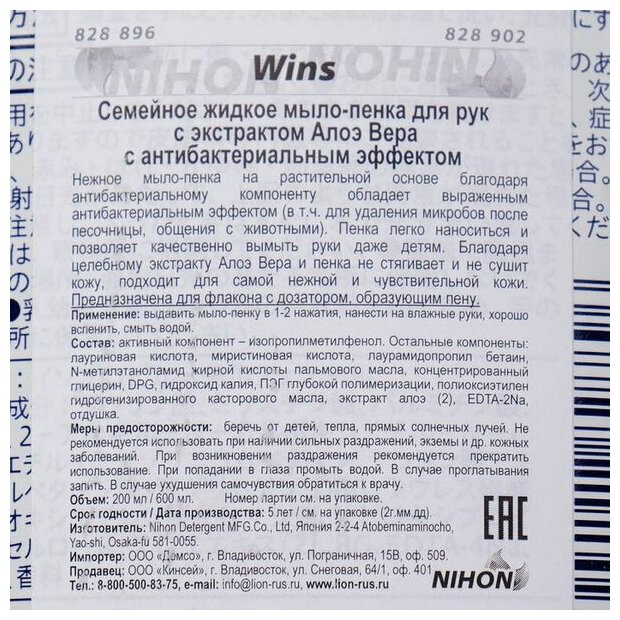 828 896
828 902
NIHON
NIHON
Wins
Семейное жидкое мыло-пенка для рук
с экстрактом Алоэ Вера
с антибактериальным эффектом
Нежное мыло-пенка на растительной основе благодаря
антибактериальному компоненту обладает выраженным
антибактериальным эффектом (в т.ч. для удаления микробов после
песочницы, общения с животными). Пенка легко наноситься и
позволяет качественно вымыть руки даже детям. Благодаря
целебному экстракту Алоэ Вера и пенка не стягивает и не сушит
кожу, подходит для самой нежной и чувствительной кожи.
Предназначена для флакона с дозатором, образующим пену.
Применение: выдавить мыло-пенку в 1-2 нажатия, нанести на влажные руки, хорошо
вспенить, смыть водой.
Состав: активный компонент – изопропилметилфенол. Остальные компоненты:
лауриновая кислота, миристиновая кислота, лаурамидопропил бетаин,
N-метилэтаноламид жирной кислоты пальмового масла, концентрированный
глицерин, DPG, гидроксид калия, ПЭГ глубокой полимеризации, полиоксиэтилен
гидрогенизированного касторового масла, экстракт алоэ (2), EDTA-2Na,
отдушка.
Меры предосторожности: беречь от детей, тепла, прямых солнечных лучей. Не
рекомендуется использовать при наличии сильных раздражений, экземы и др. кожных
заболеваний. При возникновении раздражения рекомендуется прекратить
использование. При попадании в глаза промыть водой. В случае проглатывания
запить. В случае ухудшения самочувствия обратиться к врачу.
Объем: 200 мл / 600 мл. Номер партии см. на упаковке.
Срок годности / Дата производства: 5 лет / см. на упаковке (2г.мм.дд).
Изготовитель: Nihon Detergent MFG.Co., Ltd, Япония 2-2-4 Atobeminaminocho,
Yao-shi, Osaka-fu 581-0055.
Импортер: ООО «Дёмсо», г. Владивосток, ул. Пограничная, 15В, оф. 509.
Продавец: ООО «Кинсей», г. Владивосток, ул. Снеговая, 64/1, оф. 401
Тел.: 8-800-500-83-75, e-mail: info@lion-rus.ru, www.lion-rus.ru
EAC
NIHON